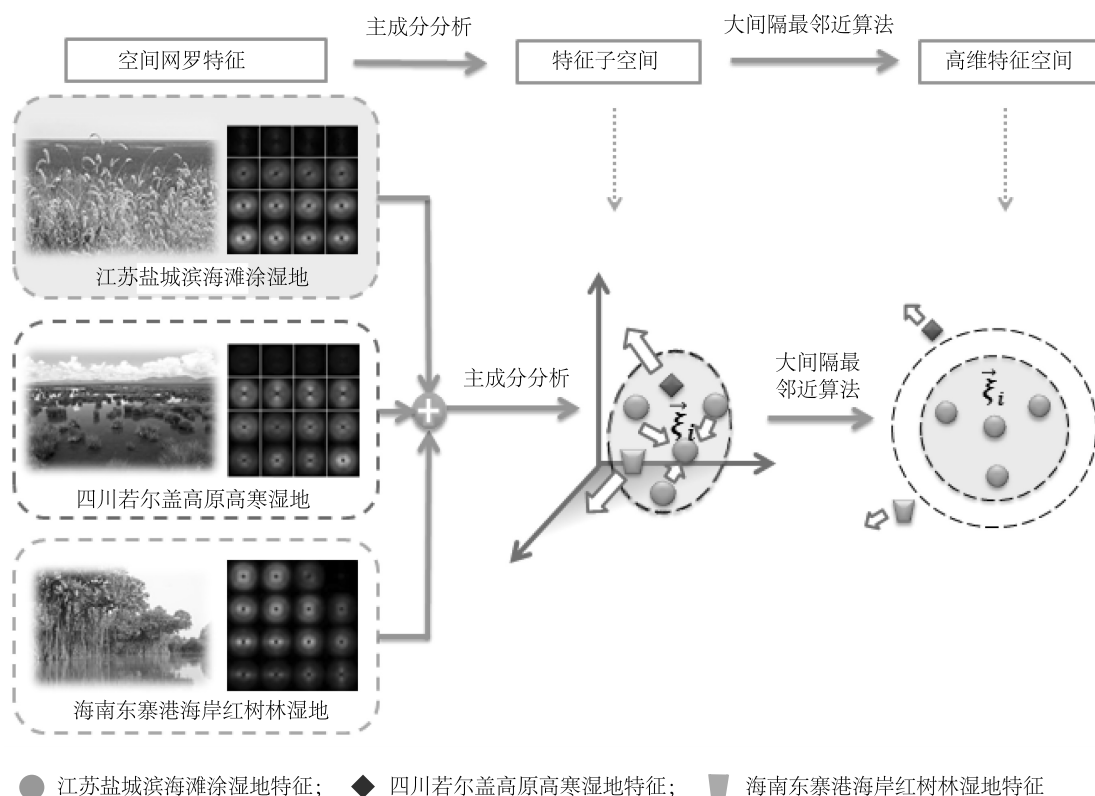 主成分分析
大间隔最邻近算法
空间网罗特征
特征子空间
高维特征空间
江苏盐城滨海滩涂湿地
四川若尔盖高原高寒湿地
海南东寨港海岸红树林湿地
主成分分析
ξi
大间隔最
邻近算法
ξi
江苏盐城滨海滩涂湿地特征;
四川若尔盖高原高寒湿地特征;
海南东寨港海岸红树林湿地特征